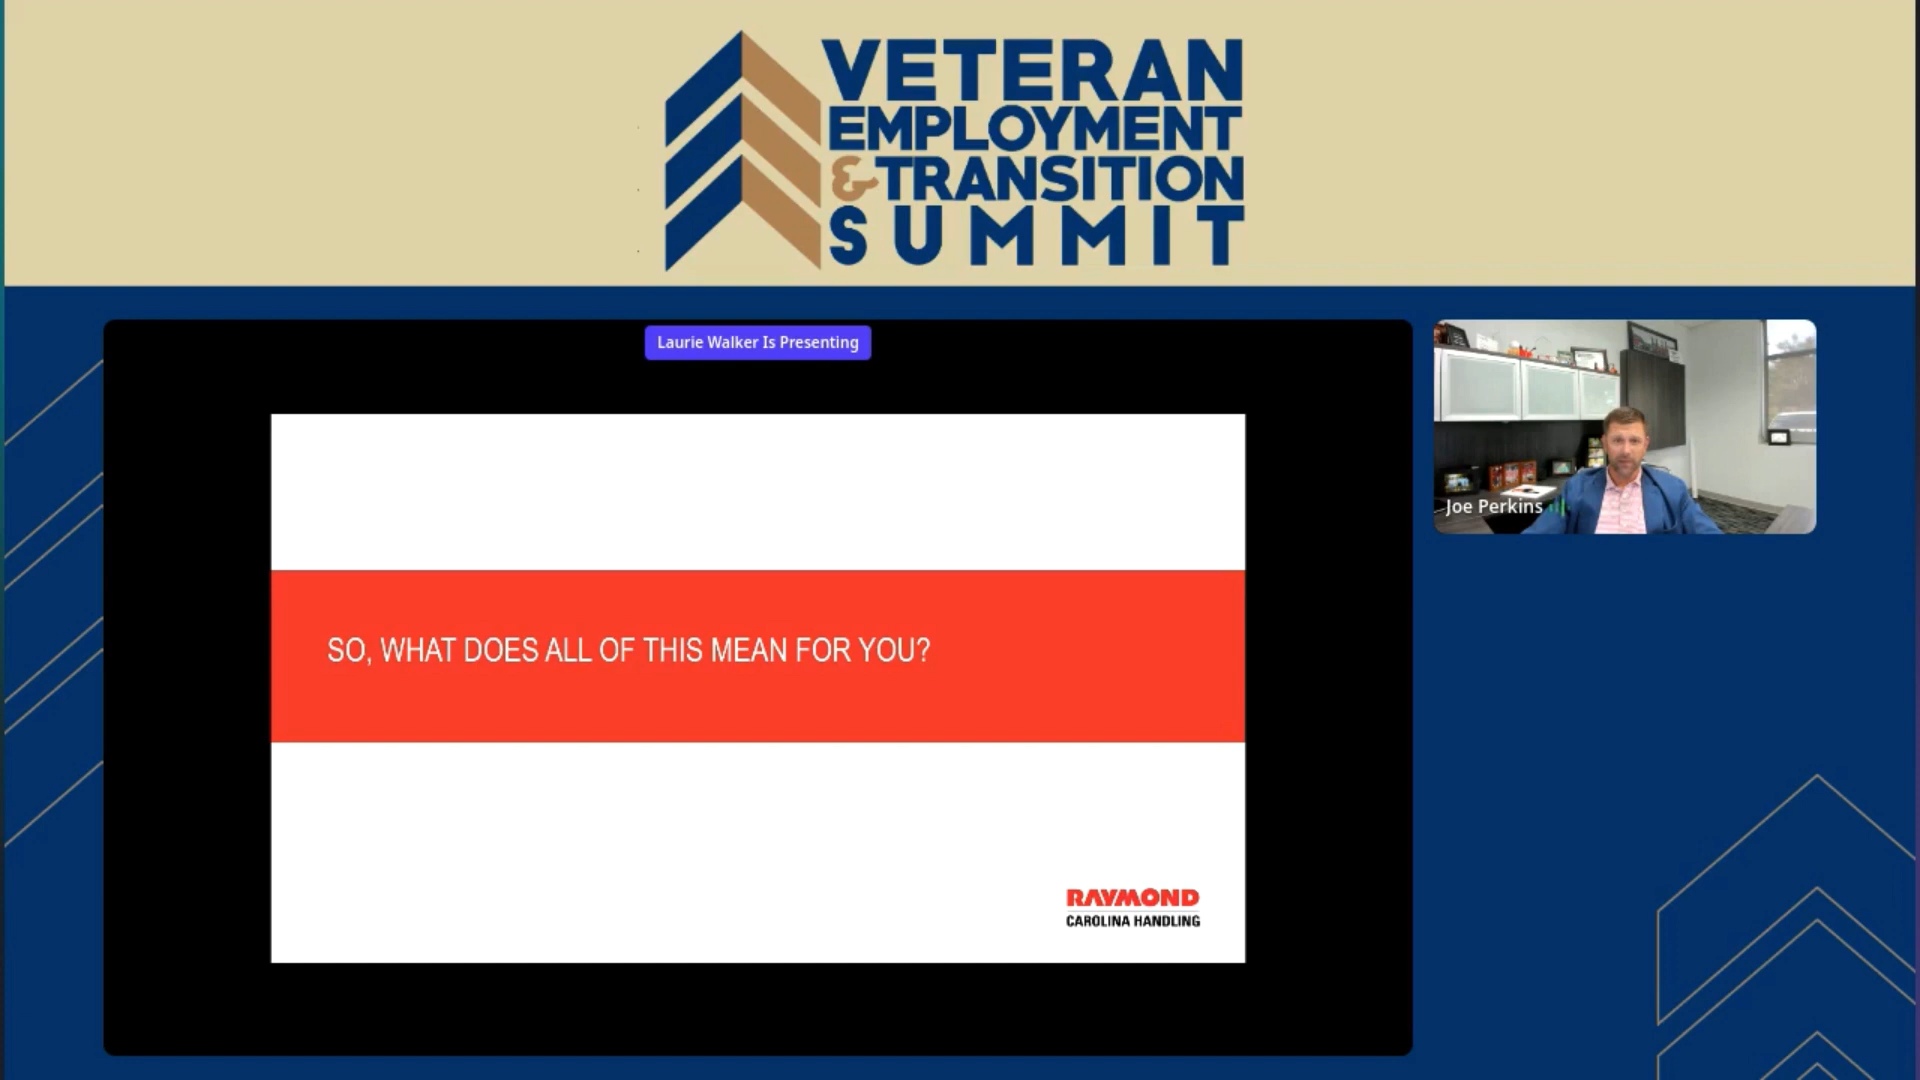 VETERAN
EMPLOYMENT
& TRANSITION
SUMMIT
Laurie Walker Is Presenting
SO, WHAT DOES ALL OF THIS MEAN FOR YOU?
RAYMOND
CAROLINA HANDLING
Joe Perkins